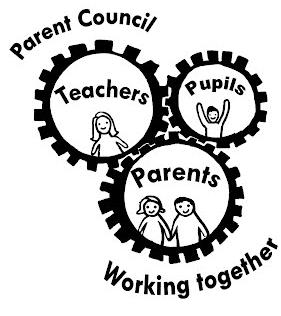 Parent Council
Teachers
Pupils
Parents
Working together